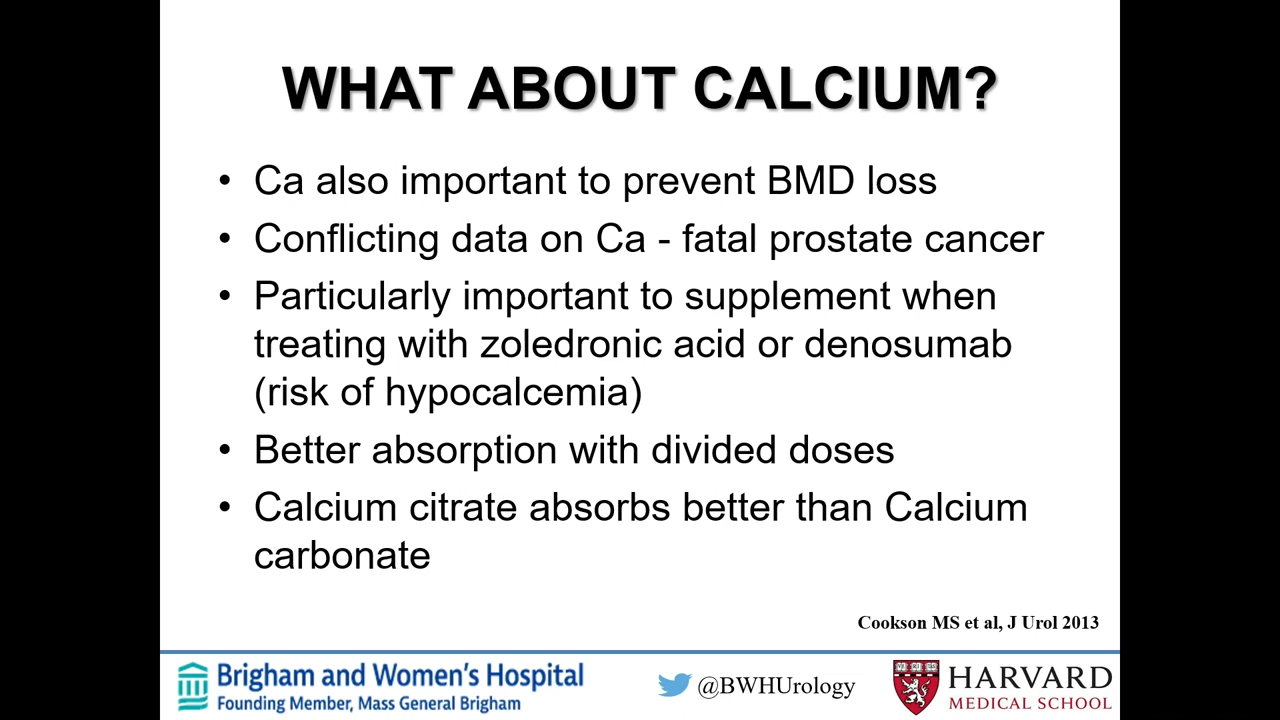 WHAT ABOUT CALCIUM?
• Ca also important to prevent BMD loss
• Conflicting data on Ca - fatal prostate cancer
• Particularly important to supplement when
treating with zoledronic acid or denosumab
(risk of hypocalcemia)
• Better absorption with divided doses
• Calcium citrate absorbs better than Calcium
carbonate
Cookson MS et al, J Urol 2013
Brigham and Women's Hospital
Founding Member, Mass General Brigham
@BWHUrology
HARVARD
MEDICAL SCHOOL